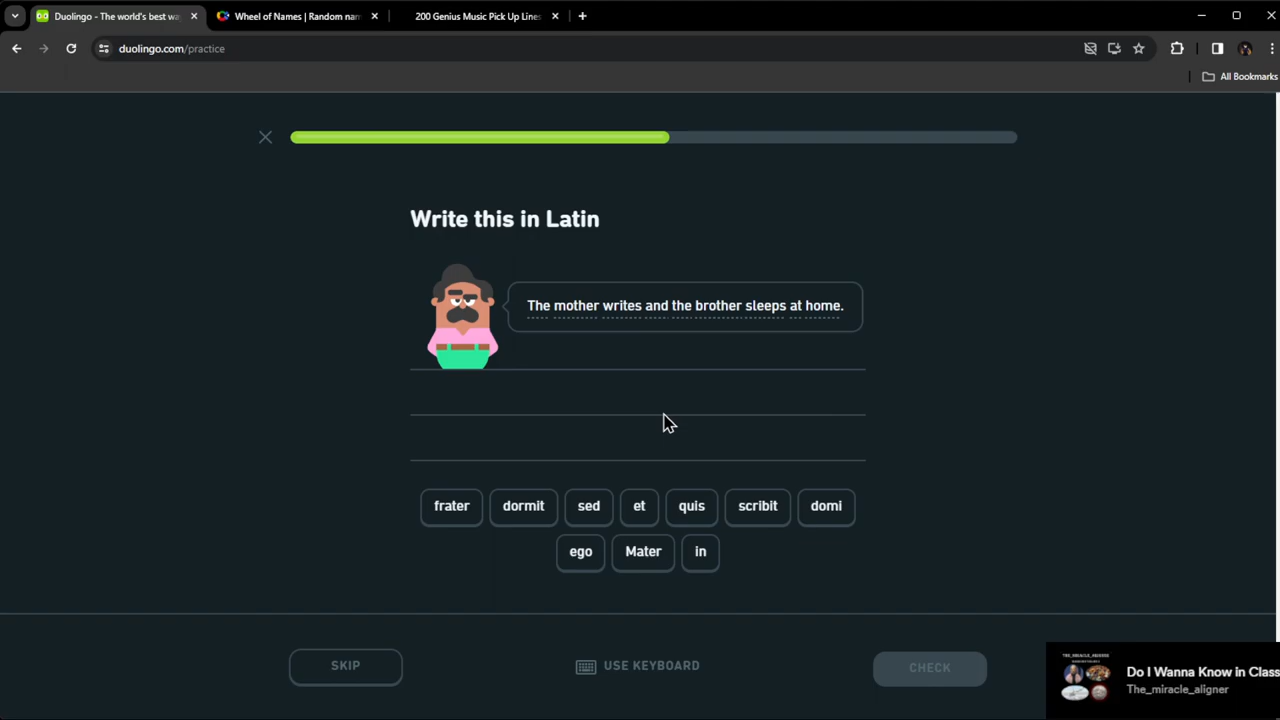 Duolingo - The world's best wa
Wheel of Names | Random nam
200 Genius Music Pick Up Lines
duolingo.com/practice
All Bookmarks
Write this in Latin
The mother writes and the brother sleeps at home.
frater dormit sed et quis scribit domi
ego Mater in
SKIP
USE KEYBOARD
CHECK
Do I Wanna Know in Class
The_miracle_aligner